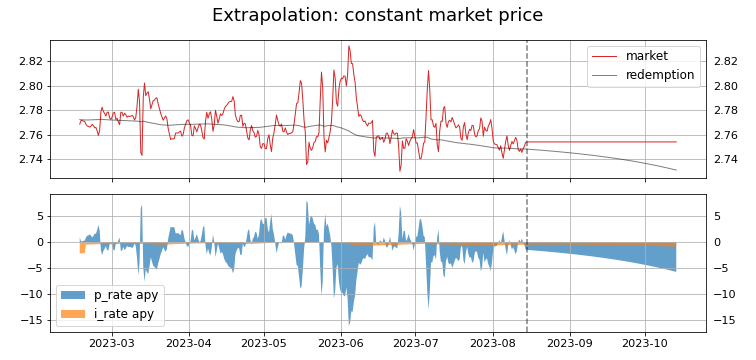 Extrapolation: constant market price
2.82 2.82
2.80 2.80
2.78 2.78
2.76 2.76
2.74 2.74
market
redemption
5 5
0 0
−5 −5
−10 −10
−15 −15
p_rate apy
i_rate apy
2023-03 2023-04 2023-05 2023-06 2023-07 2023-08 2023-09 2023-10